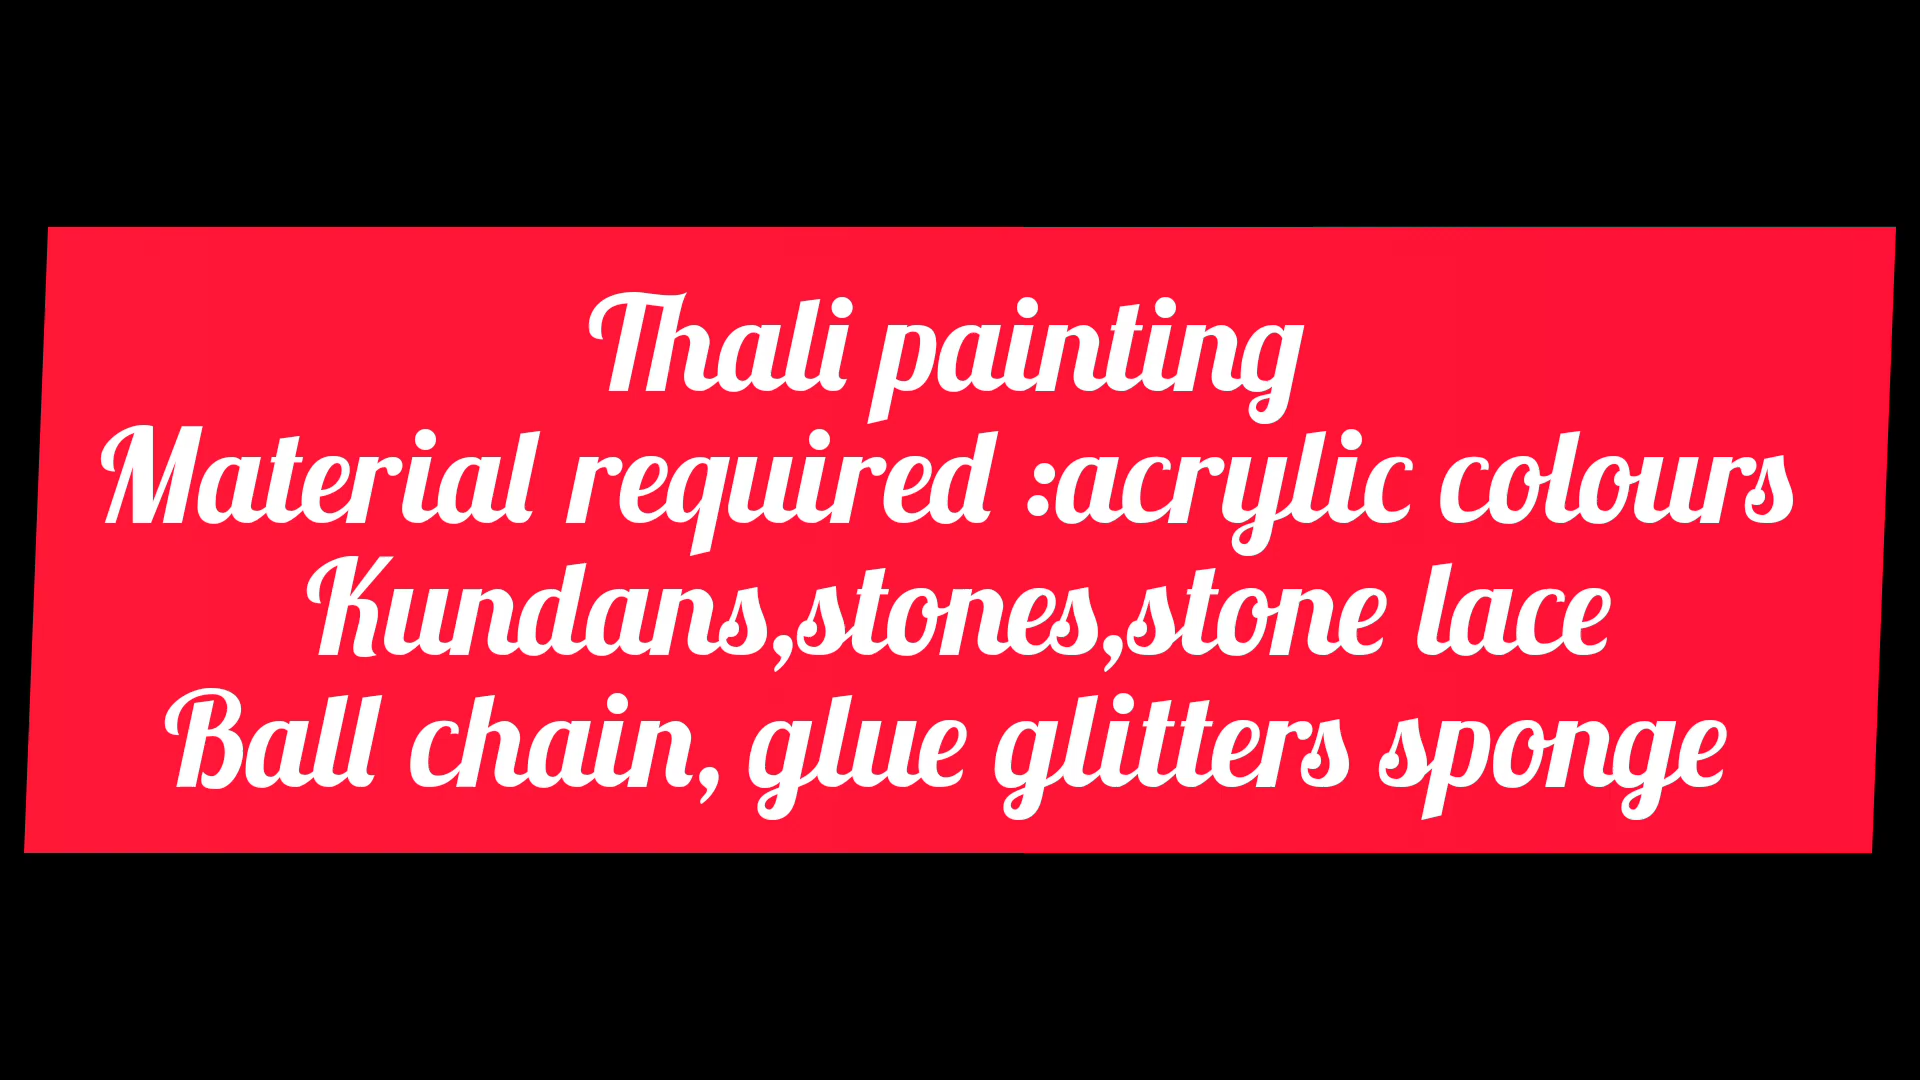 Thali painting
Material required :acrylic colours
Kundans,stones,stone lace
Ball chain, glue glitters sponge